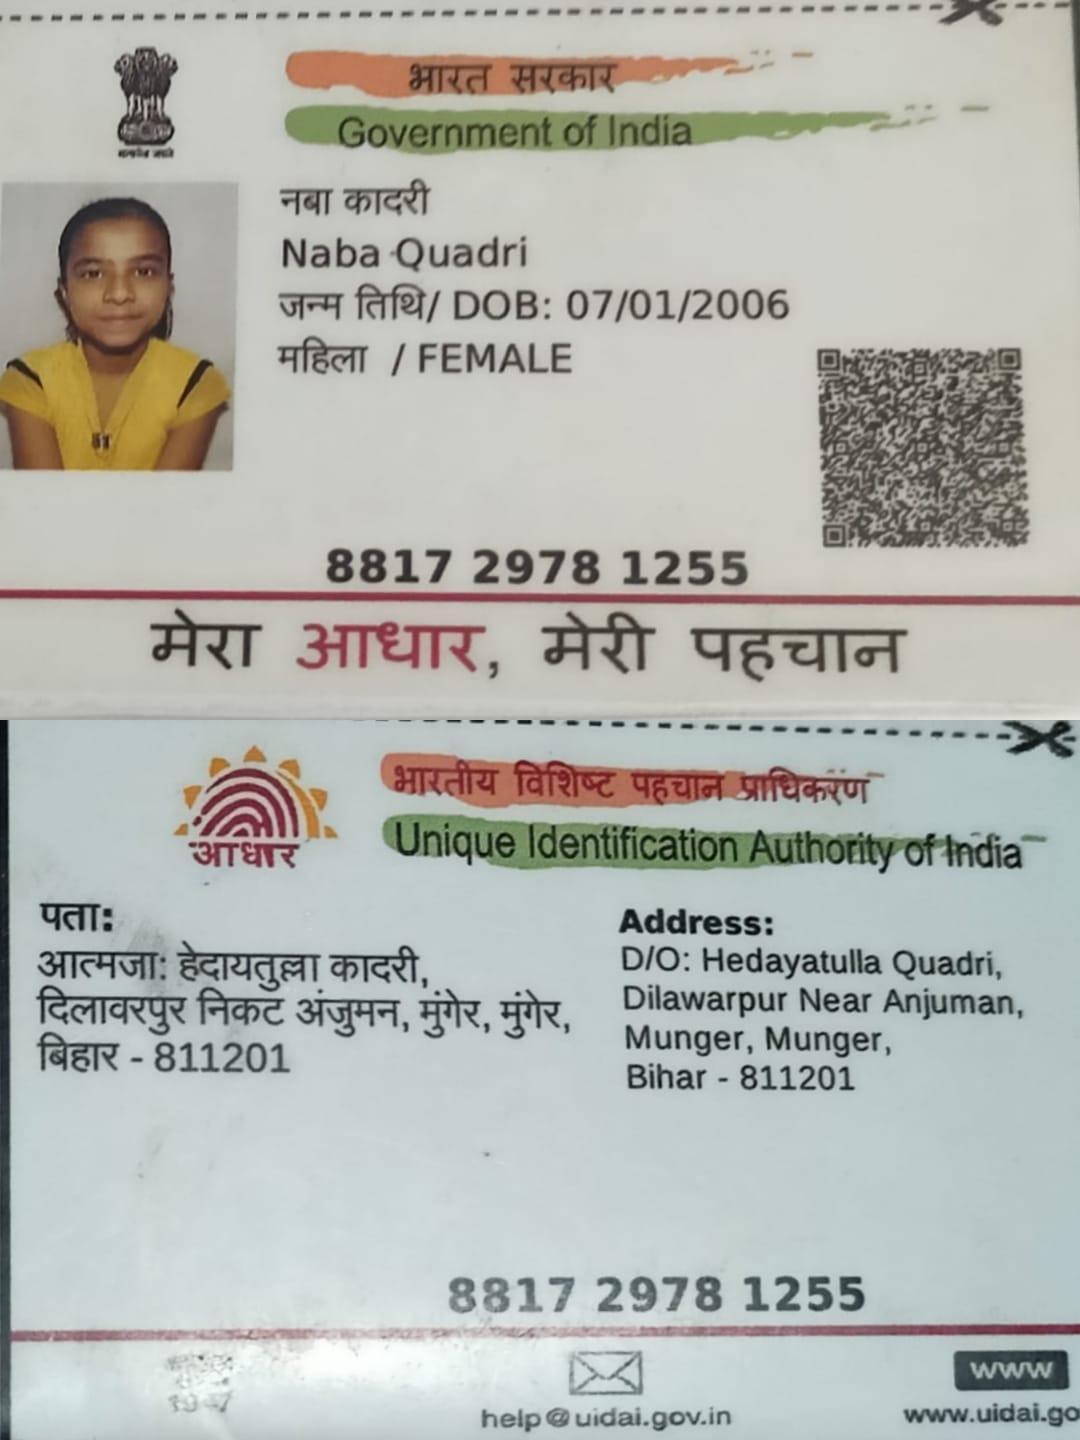 भारत सरकार
Government of India
नबा कादरी
Naba Quadri
जन्म तिथि/ DOB: 07/01/2006
महिला / FEMALE
8817 2978 1255
मेरा आधार, मेरी पहचान
भारतीय विशिष्ट पहचान प्राधिकरण
Unique Identification Authority of India
आधार
पता:
आत्मजा: हेदायतुल्ला कादरी,
दिलावरपुर निकट अंजुमन, मुंगेर, मुंगेर,
बिहार - 811201
Address:
D/O: Hedayatulla Quadri,
Dilawarpur Near Anjuman,
Munger, Munger,
Bihar - 811201
8817 2978 1255
www
help@uidai.gov.in
www.uidai.go